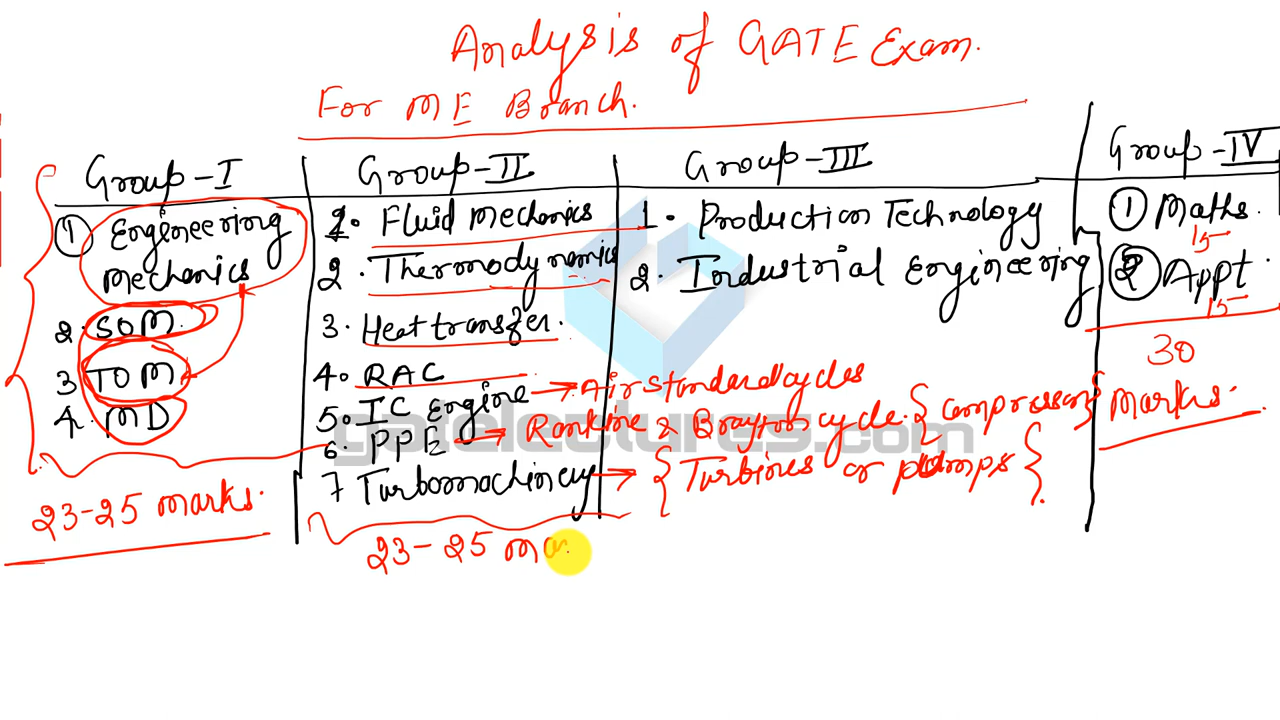 Analysis of GATE Exam.
For ME Branch.
Group-I
① Engineering
Mechanics
2. SOM.
3 TOM
4. MD
23-25 marks.
Group-II
1. Fluid Mechanics
2. Thermodynamics
3. Heat transfer.
4. RAC
5. IC Engine → Air standard cycles
6. PPE → Rankine & Brayton cycle. { compressors }
7 Turbomachinery → { Turbines or pumps {
23-25 ma
Group-III
1. Production Technology
2. Industrial Engineering
Group-IV
① Maths.
15
② Appt.
15
30
marks.
gatelectures.com